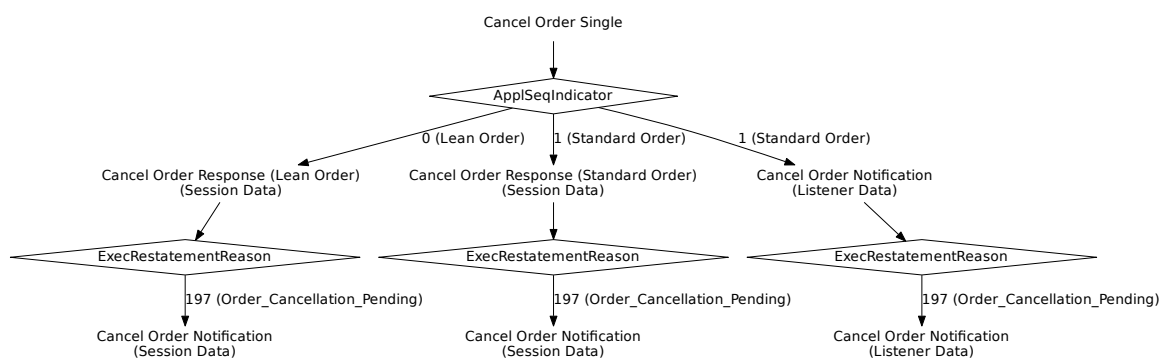 Cancel Order Single
ApplSeqIndicator
0 (Lean Order)
1 (Standard Order)
1 (Standard Order)
Cancel Order Response (Lean Order)
(Session Data)
Cancel Order Response (Standard Order)
(Session Data)
Cancel Order Notification
(Listener Data)
ExecRestatementReason
ExecRestatementReason
ExecRestatementReason
197 (Order_Cancellation_Pending)
197 (Order_Cancellation_Pending)
197 (Order_Cancellation_Pending)
Cancel Order Notification
(Session Data)
Cancel Order Notification
(Session Data)
Cancel Order Notification
(Listener Data)